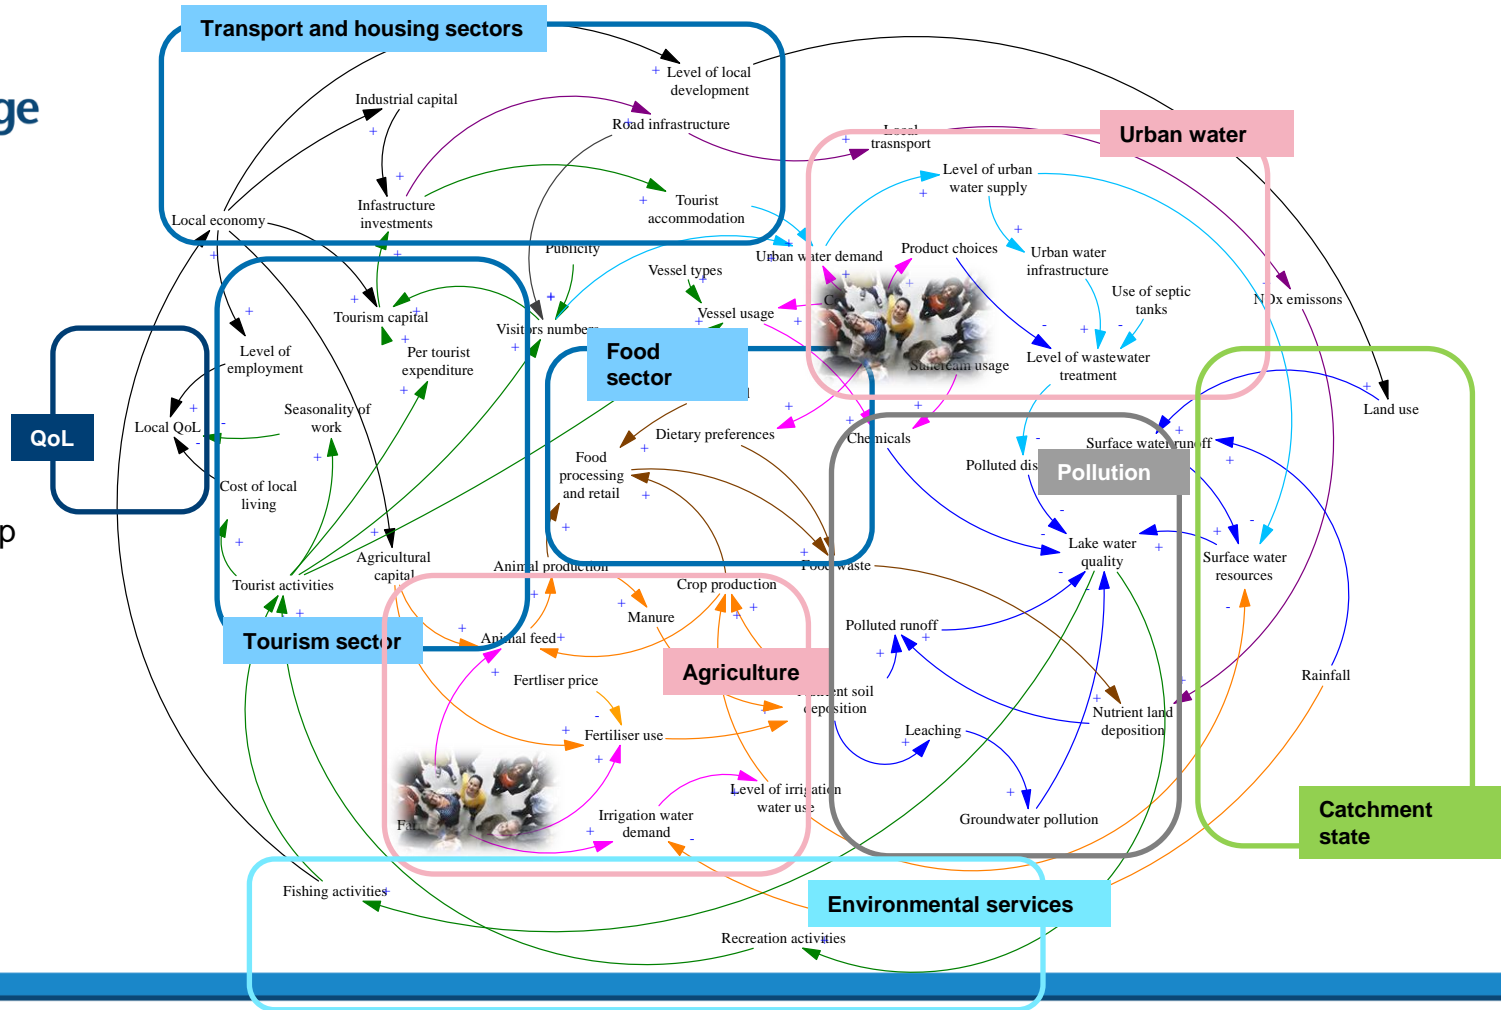 Transport and housing sectors
Level of local
development
ge
Industrial capital
Road infrastructure
Local
trasnsport
Urban water
Level of urban
water supply
Infastructure
investments
Tourist
accommodation
Local economy
Publicity
Urban water demand
Product choices
Urban water
infrastructure
Vessel types
Use of septic
tanks
NOx emissons
Tourism capital
Visitors numbers
Vessel usage
Food
sector
Level of
employment
Per tourist
expenditure
Level of wastewater
treatment
usage
Seasonality of
work
Land use
Local QoL
QoL
Dietary preferences
Chemicals
Surface water runoff
Food
processing
and retail
Polluted dis
Pollution
Cost of local
living
p
Lake water
quality
Surface water
resources
Agricultural
capital
Animal production
Food waste
Tourist activities
Crop production
Manure
Polluted runoff
Tourism sector
Animal feed
Agriculture
Rainfall
Fertliser price
soil
deposition
Nutrient land
deposition
Fertiliser use
Leaching
Level of irrigation
water use
Irrigation water
demand
Groundwater pollution
Catchment
state
Fishing activities
Environmental services
Recreation activities